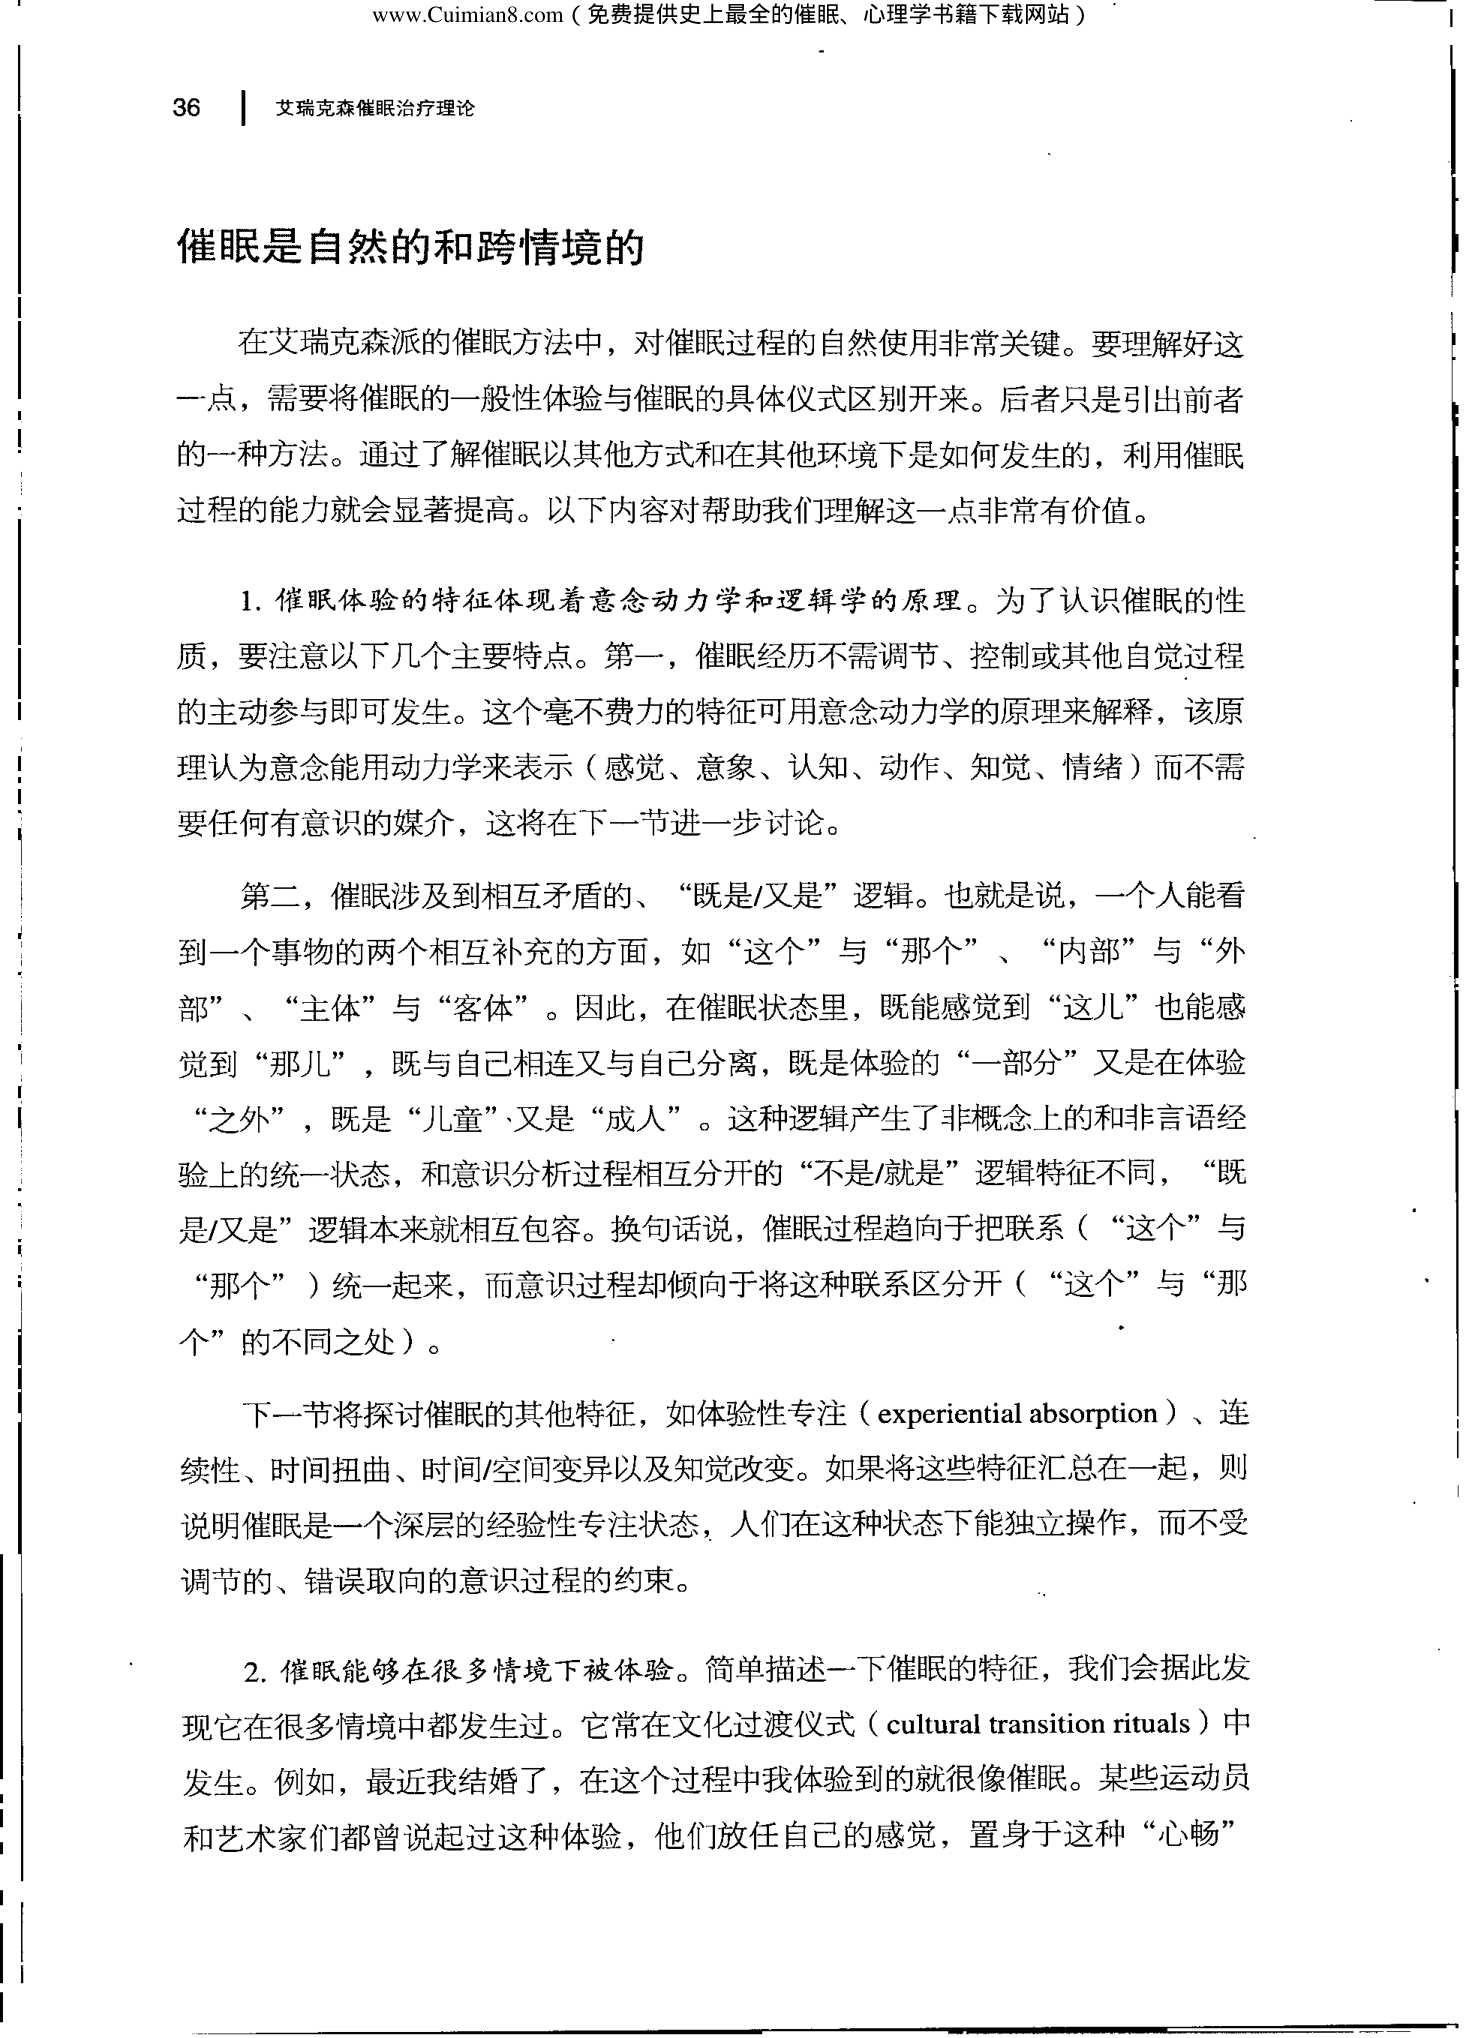 www.Cuimian8.com（免费提供史上最全的催眠、心理学书籍下载网站）
36 艾瑞克森催眠治疗理论
催眠是自然的和跨情境的
在艾瑞克森派的催眠方法中，对催眠过程的自然使用非常关键。要理解好这
一点，需要将催眠的一般性体验与催眠的具体仪式区别开来。后者只是引出前者
的一种方法。通过了解催眠以其他方式和在其他环境下是如何发生的，利用催眠
过程的能力就会显著提高。以下内容对帮助我们理解这一点非常有价值。
1. 催眠体验的特征体现着意念动力学和逻辑学的原理。为了认识催眠的性
质，要注意以下几个主要特点。第一，催眠经历不需调节、控制或其他自觉过程
的主动参与即可发生。这个毫不费力的特征可用意念动力学的原理来解释，该原
理认为意念能用动力学来表示（感觉、意象、认知、动作、知觉、情绪）而不需
要任何有意识的媒介，这将在下一节进一步讨论。
第二，催眠涉及到相互矛盾的、“既是/又是”逻辑。也就是说，一个人能看
到一个事物的两个相互补充的方面，如“这个”与“那个”、“内部”与“外
部”、“主体”与“客体”。因此，在催眠状态里，既能感觉到“这儿”也能感
觉到“那儿”，既与自己相连又与自己分离，既是体验的“一部分”又是在体验
“之外”，既是“儿童”又是“成人”。这种逻辑产生了非概念上的和非言语经
验上的统一状态，和意识分析过程相互分开的“不是/就是”逻辑特征不同，“既
是/又是”逻辑本来就相互包容。换句话说，催眠过程趋向于把联系（“这个”与
“那个”）统一起来，而意识过程却倾向于将这种联系区分开（“这个”与“那
个”的不同之处）。
下一节将探讨催眠的其他特征，如体验性专注（experiential absorption）、连
续性、时间扭曲、时间/空间变异以及知觉改变。如果将这些特征汇总在一起，则
说明催眠是一个深层的经验性专注状态，人们在这种状态下能独立操作，而不受
调节的、错误取向的意识过程的约束。
2. 催眠能够在很多情境下被体验。简单描述一下催眠的特征，我们会据此发
现它在很多情境中都发生过。它常在文化过渡仪式（cultural transition rituals）中
发生。例如，最近我结婚了，在这个过程中我体验到的就很像催眠。某些运动员
和艺术家们都曾说起过这种体验，他们放任自己的感觉，置身于这种“心畅”